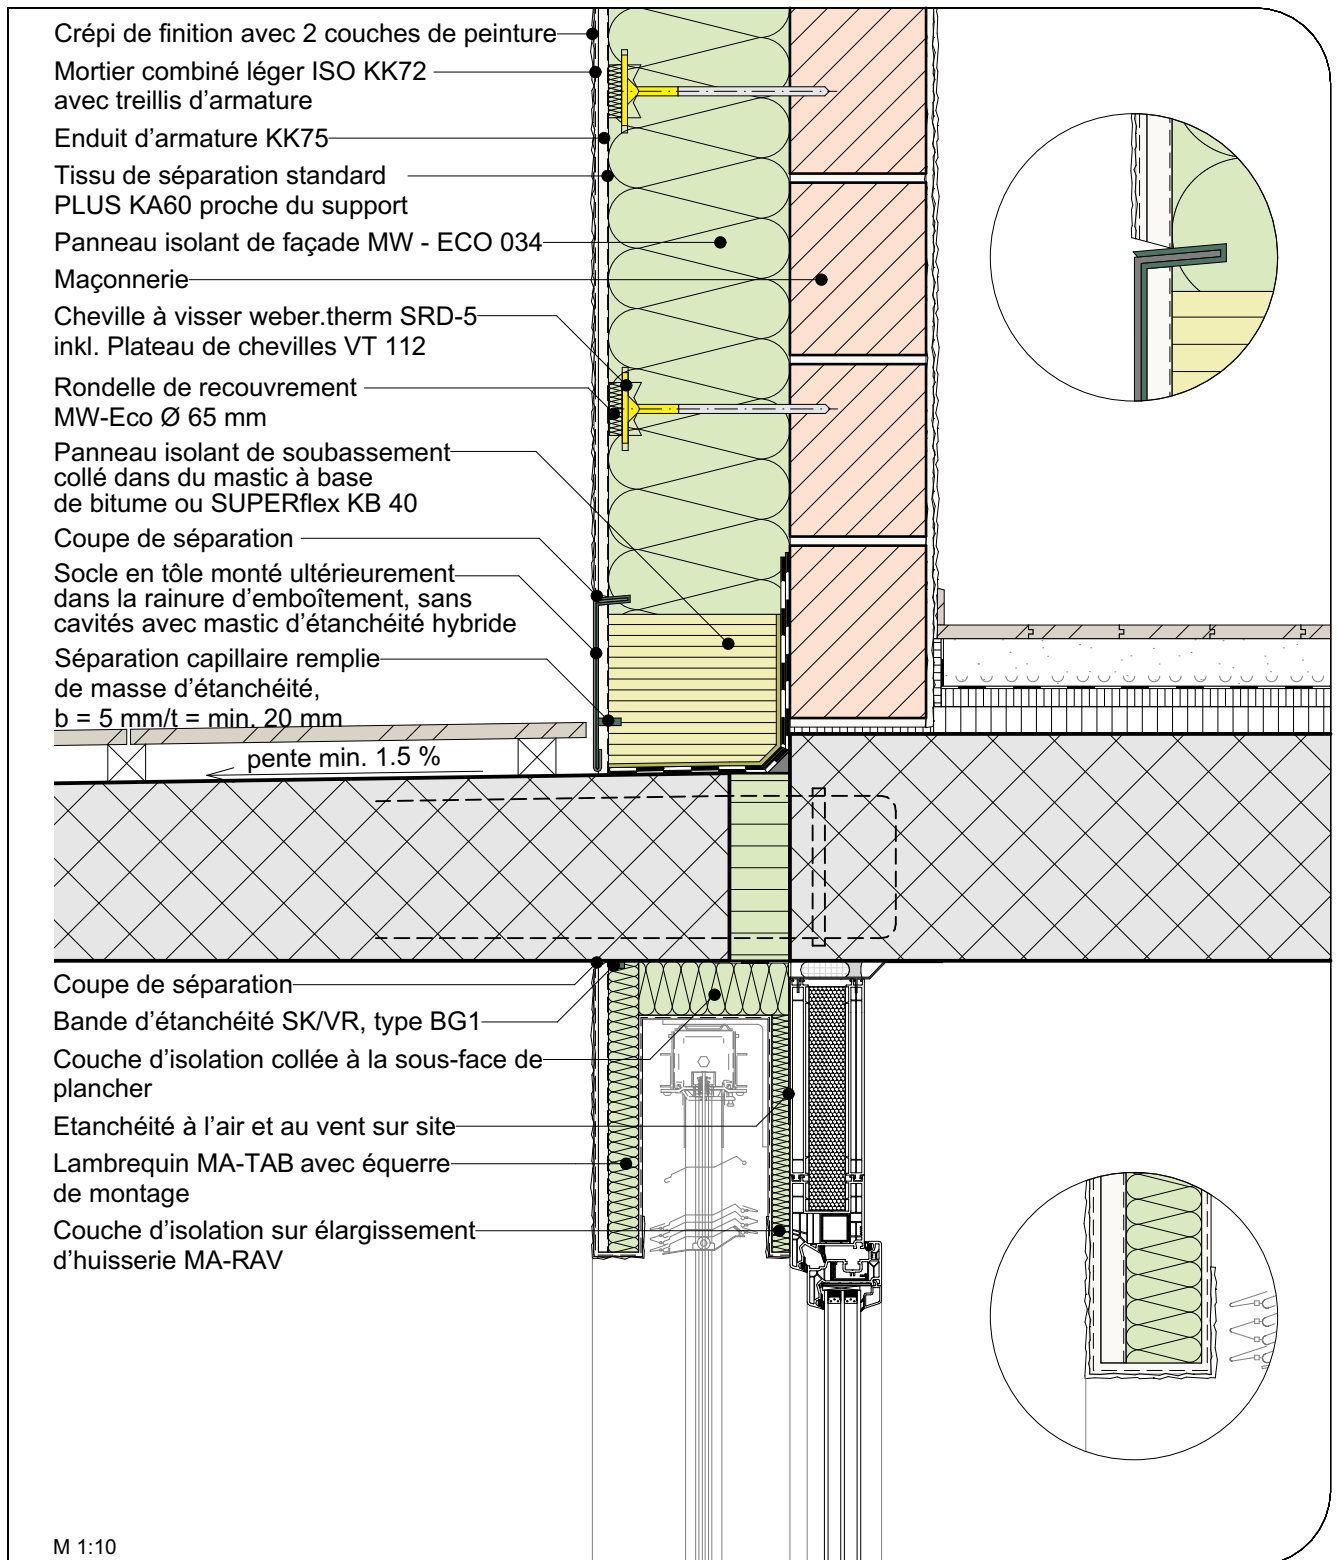 Crépi de finition avec 2 couches de peinture
Mortier combiné léger ISO KK72
avec treillis d'armature
Enduit d'armature KK75
Tissu de séparation standard
PLUS KA60 proche du support
Panneau isolant de façade MW - ECO 034
Maçonnerie
Cheville à visser weber.therm SRD-5
inkl. Plateau de chevilles VT 112
Rondelle de recouvrement
MW-Eco Ø 65 mm
Panneau isolant de soubassement
collé dans du mastic à base
de bitume ou SUPERflex KB 40
Coupe de séparation
Socle en tôle monté ultérieurement
dans la rainure d'emboîtement, sans
cavités avec mastic d'étanchéité hybride
Séparation capillaire remplie
de masse d'étanchéité,
b = 5 mm/t = min. 20 mm
pente min. 1.5 %
Coupe de séparation
Bande d'étanchéité SK/VR, type BG1
Couche d'isolation collée à la sous-face de
plancher
Etanchéité à l'air et au vent sur site
Lambrequin MA-TAB avec équerre
de montage
Couche d'isolation sur élargissement
d'huisserie MA-RAV
M 1:10